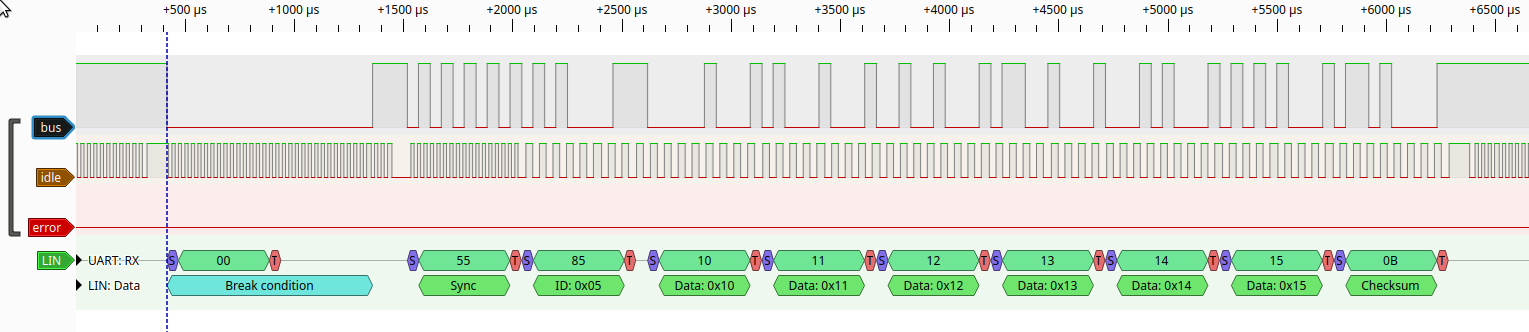 +500 µs +1000 µs +1500 µs +2000 µs +2500 µs +3000 µs +3500 µs +4000 µs +4500 µs +5000 µs +5500 µs +6000 µs +6500 µs
bus
idle
error
LIN UART: RX S 00 T S 55 T S 85 T S 10 T S 11 T S 12 T S 13 T S 14 T S 15 T S 0B T
LIN: Data Break condition Sync ID: 0x05 Data: 0x10 Data: 0x11 Data: 0x12 Data: 0x13 Data: 0x14 Data: 0x15 Checksum